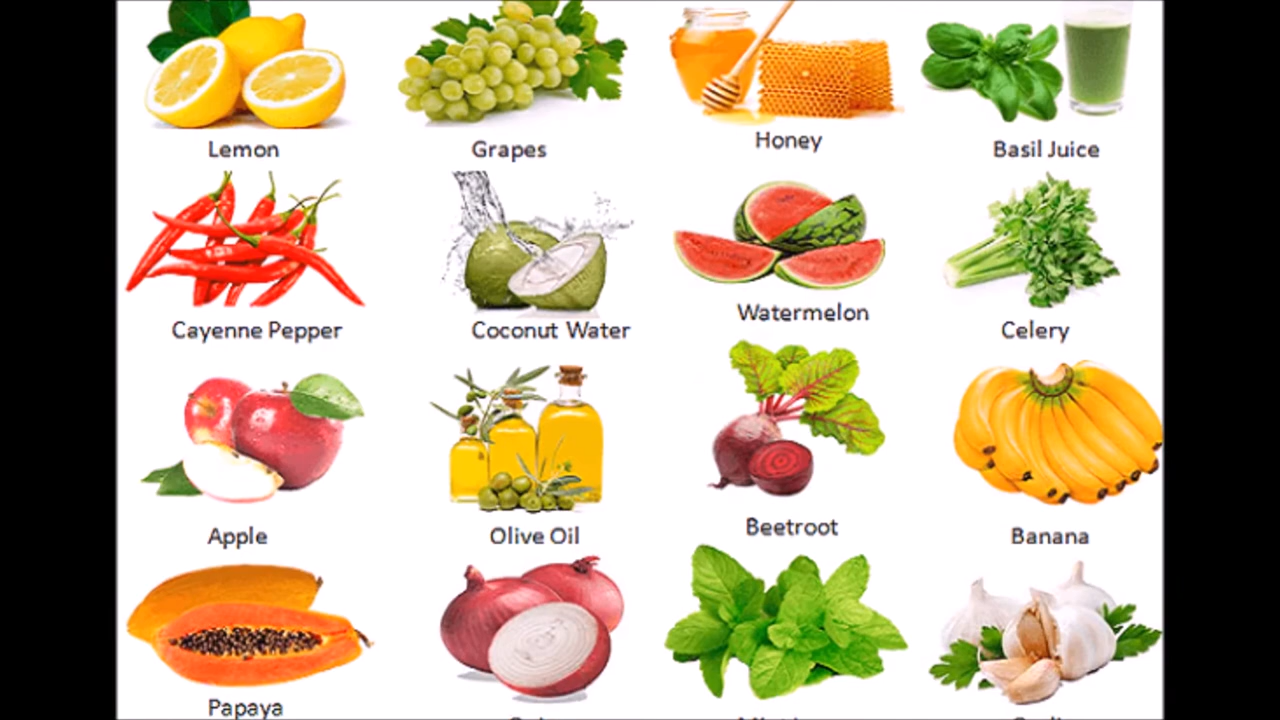 Lemon
Grapes
Honey
Basil Juice
Cayenne Pepper
Coconut Water
Watermelon
Celery
Apple
Olive Oil
Beetroot
Banana
Papaya